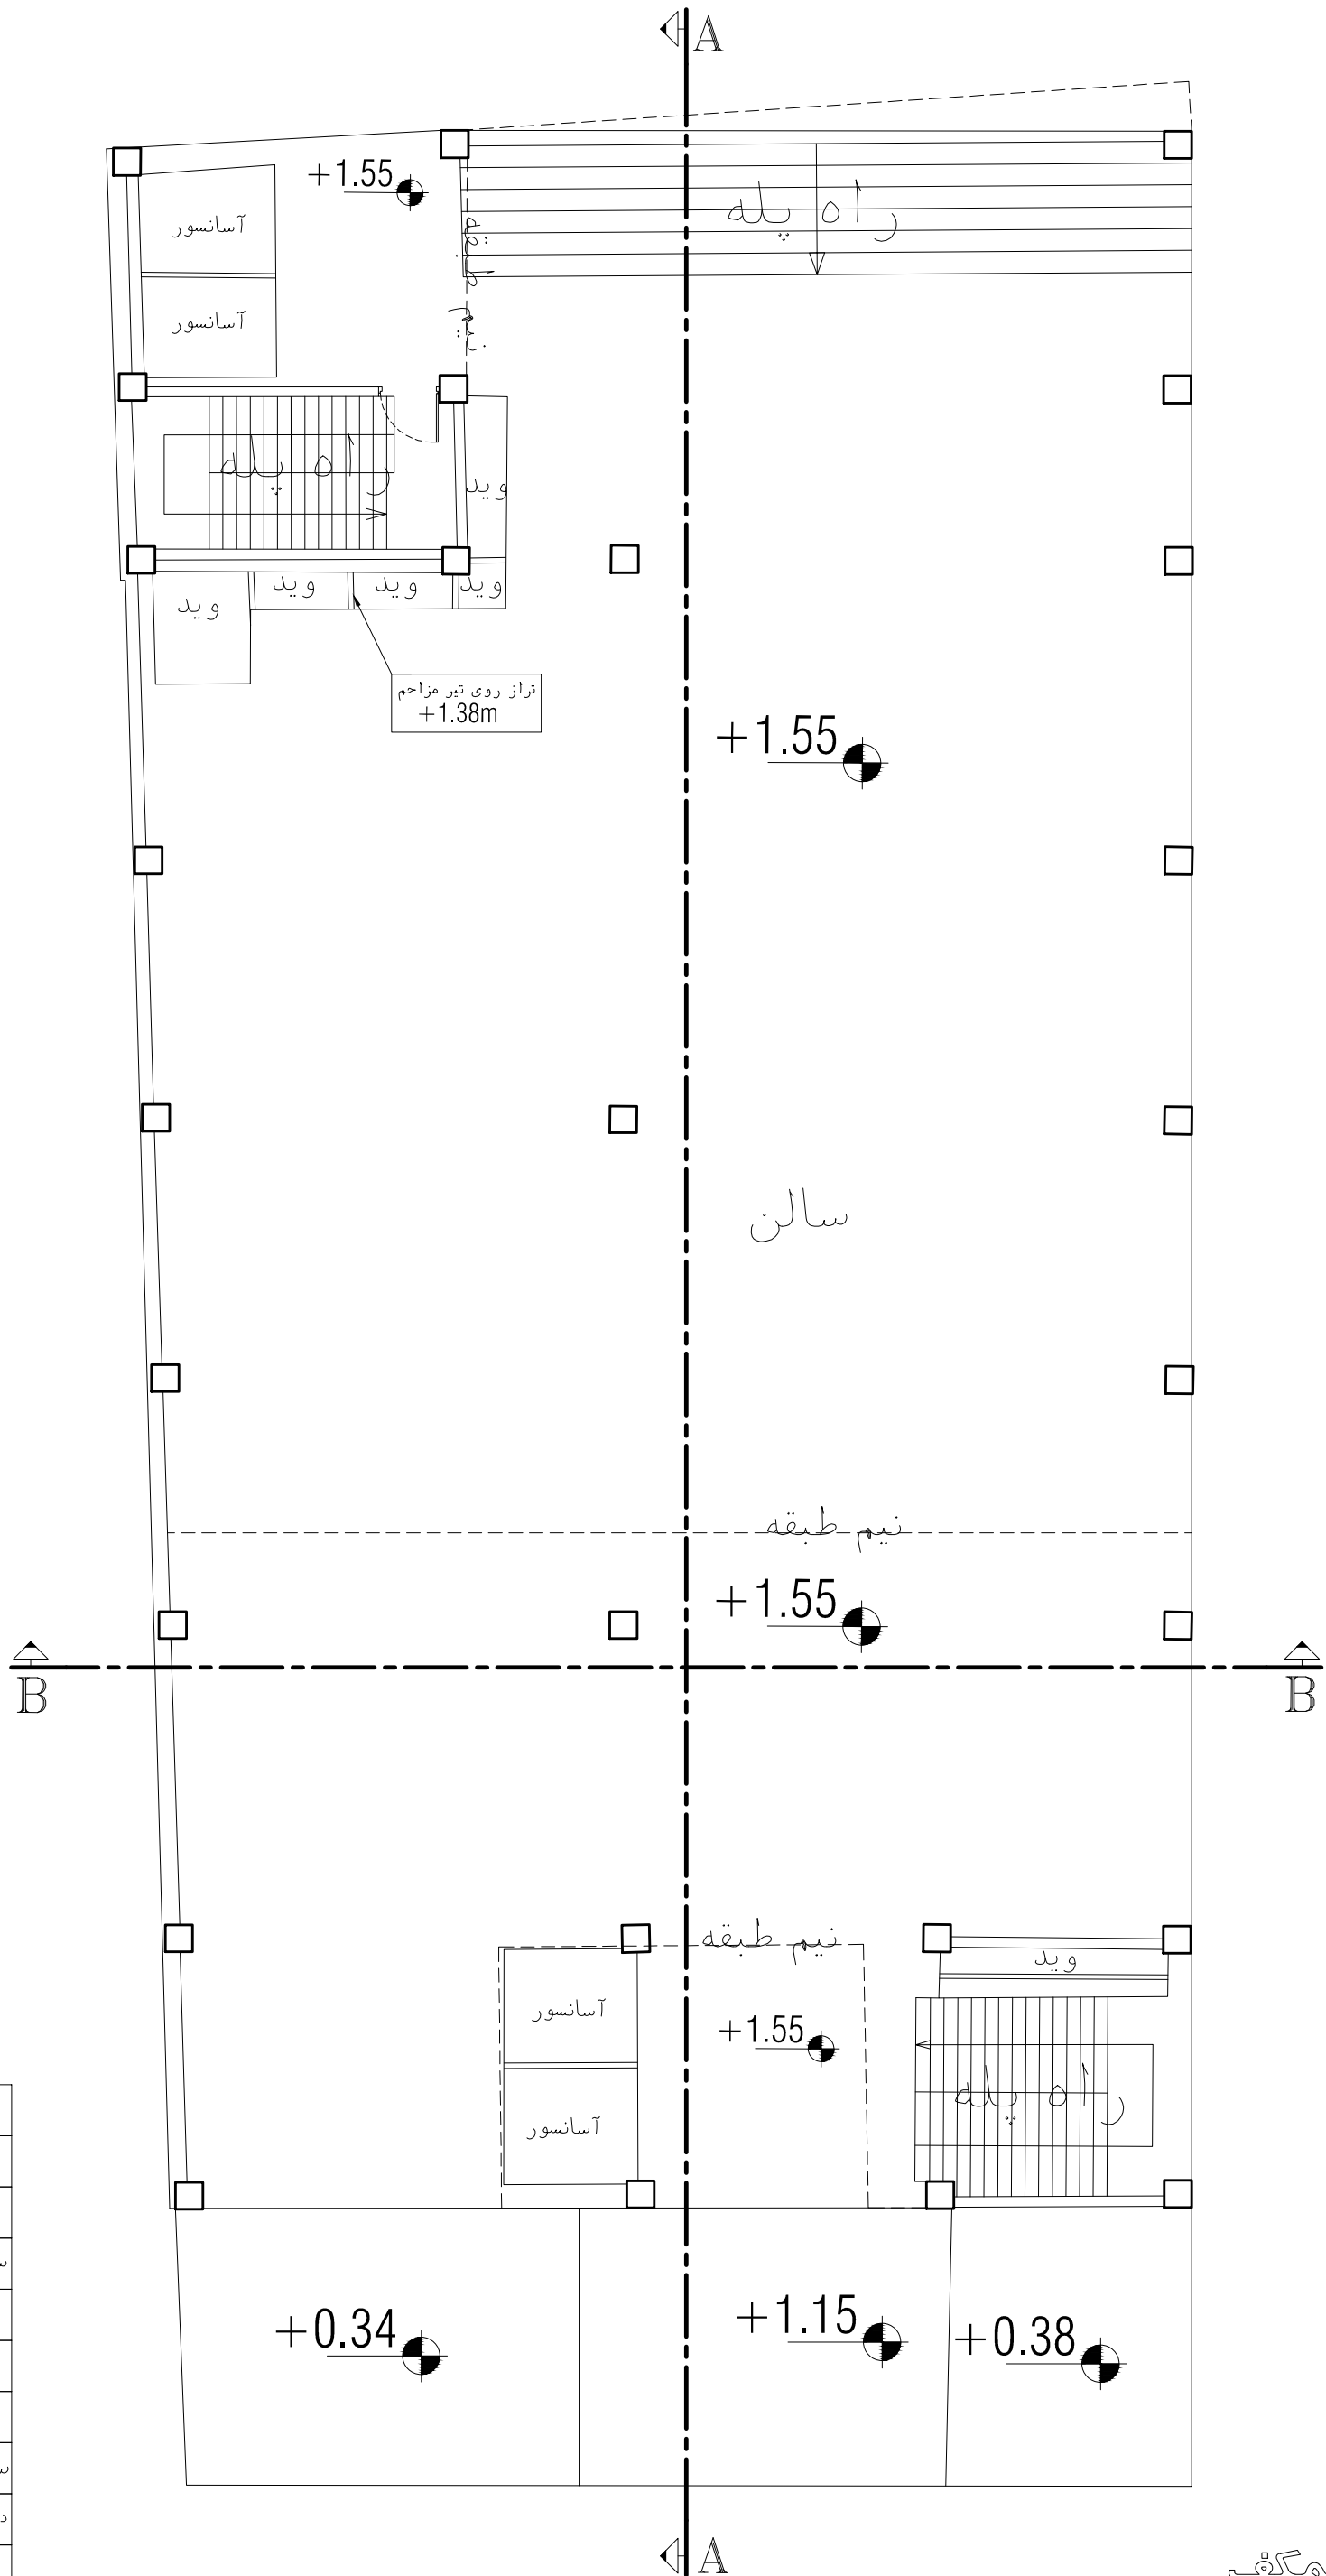 A
+1.55
راه پله
آسانسور
نیم طبقه
آسانسور
راه پله
وید
وید
وید
وید
وید
تراز روی تیر مزاحم
+1.38m
+1.55
سالن
نیم طبقه
+1.55
B
B
نیم طبقه
وید
آسانسور
+1.55
راه پله
آسانسور
+0.34
+1.15
+0.38
A